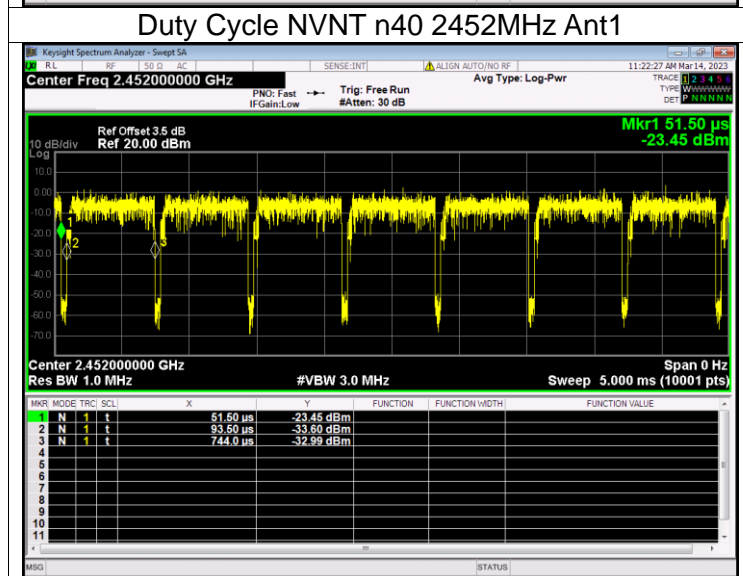 Duty Cycle NVNT n40 2452MHz Ant1
Keysight Spectrum Analyzer - Swept SA
RL RF 50 Ω AC SENSE:INT ALIGN AUTO/NO RF 11:22:27 AM Mar14, 2023
Center Freq 2.452000000 GHz Avg Type: Log-Pwr TRACE 1 2 3 4 5 6
PNO: Fast Trig: Free Run TYPE WWWWWW
IFGain:Low #Atten: 30 dB DET P N N N N N
Mkr1 51.50 µs
Ref Offset 3.5 dB
10 dB/div Ref 20.00 dBm -23.45 dBm
Log
10.0
0.00
-10.0
-20.0
-30.0
-40.0
-50.0
-60.0
-70.0
1
2
3
Center 2.452000000 GHz Span 0 Hz
Res BW 1.0 MHz #VBW 3.0 MHz Sweep 5.000 ms (10001 pts)
MKR MODE TRC SCL X Y FUNCTION FUNCTION WIDTH FUNCTION VALUE
1 N 1 t 51.50 µs -23.45 dBm
2 N 1 t 93.50 µs -33.60 dBm
3 N 1 t 744.0 µs -32.99 dBm
4
5
6
7
8
9
10
11
MSG STATUS